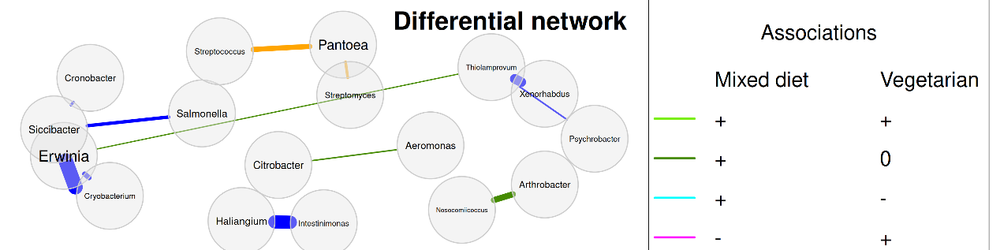 Differential network
Pantoea
Streptococcus
Thiolamprovum
Cronobacter
Streptomyces
Xenorhabdus
Salmonella
Siccibacter
Psychrobacter
Aeromonas
Erwinia
Citrobacter
Arthrobacter
Cryobacterium
Nosocomiicoccus
Haliangium
Intestinimonas
Associations
Mixed diet Vegetarian
+ +
+ 0
+ -
- +